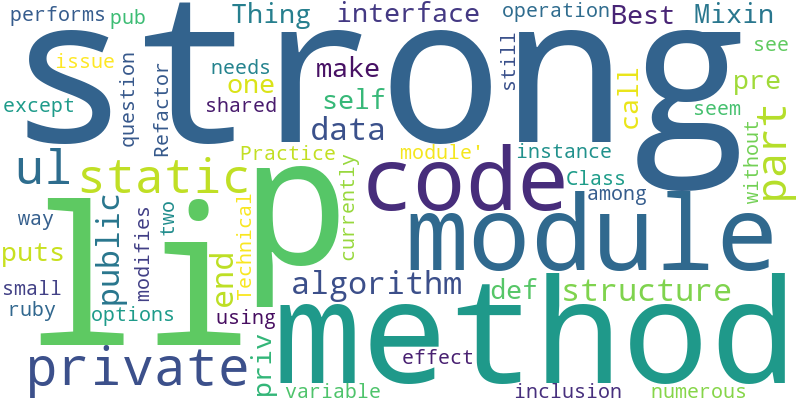 performs
pub
Thing
interface
operation
Best
Mixin
strong
issue
question
Refactor
needs
one
make
still
see
except
shared
self
call
pre
seem
data
part
ul
static
Practice
p
module'
code
instance
Class
without
currently
among
way
li
public
modifies
two
Technical
module
puts
end
algorithm
small
def
structure
ruby
options
using
method
private
priv
effect
variable
inclusion
numerous